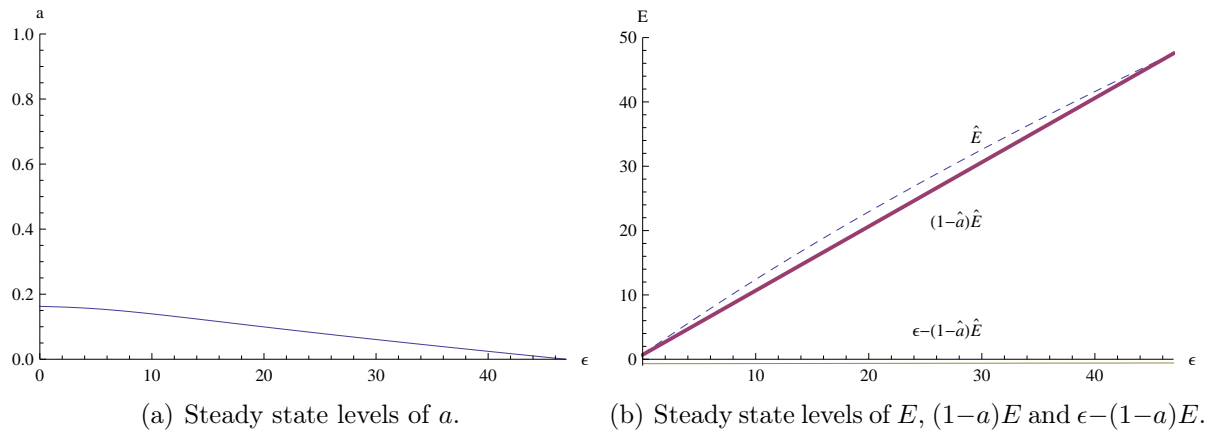 a
1.0
0.8
0.6
0.4
0.2
0.0
0 10 20 30 40 ϵ
(a) Steady state levels of a.
E
50
40
30
20
10
0
10 20 30 40 ϵ
Ê
(1−â)Ê
ϵ−(1−â)Ê
(b) Steady state levels of E, (1−a)E and ϵ−(1−a)E.